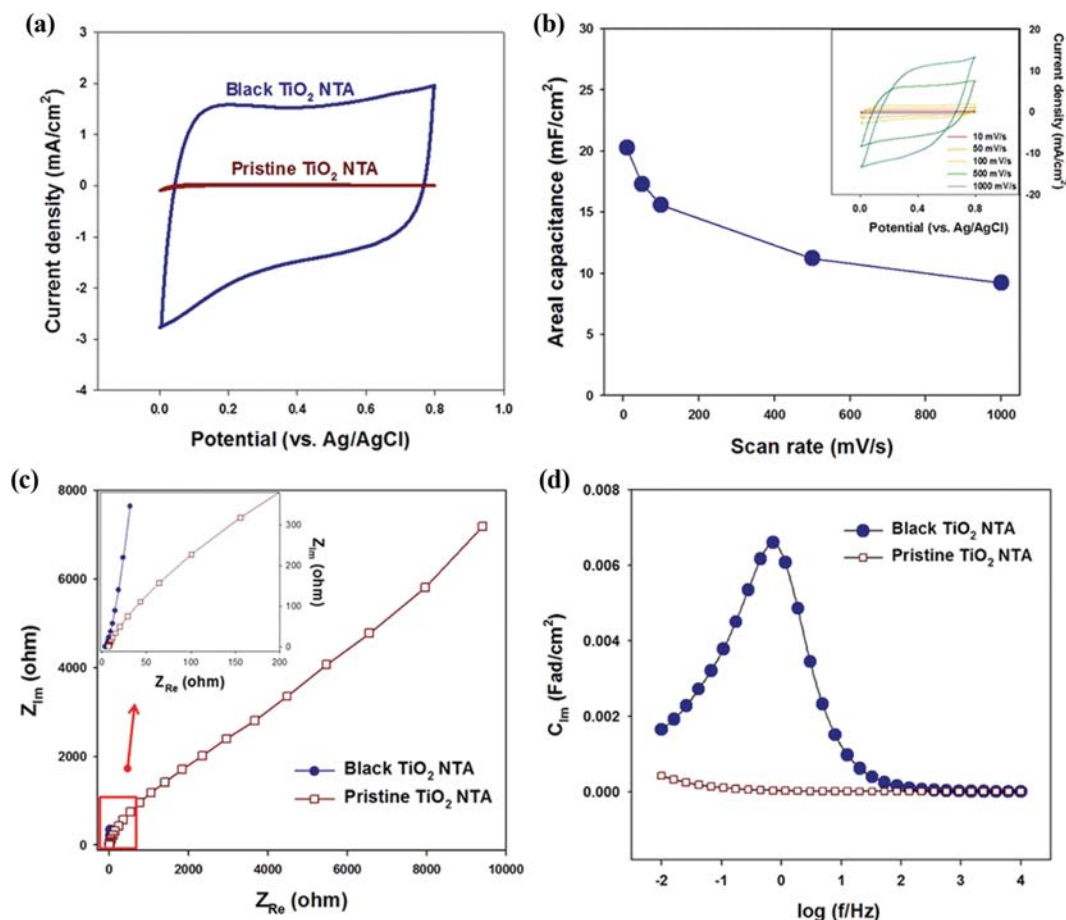 (a)
Current density (mA/cm²)
3
2
1
0
-1
-2
-3
-4
Black TiO₂ NTA
Pristine TiO₂ NTA
0.0 0.2 0.4 0.6 0.8 1.0
Potential (vs. Ag/AgCl)
(b)
Areal capacitance (mF/cm²)
30
25
20
15
10
5
0
20
10
0
-10
-20
Current density (mA/cm²)
10 mV/s
50 mV/s
100 mV/s
500 mV/s
1000 mV/s
0.0 0.4 0.8
Potential (vs. Ag/AgCl)
0 200 400 600 800 1000
Scan rate (mV/s)
(c)
Z_Im (ohm)
8000
6000
4000
2000
0
300
200
100
0
Z_Im (ohm)
0 50 100 150 200
Z_Re (ohm)
Black TiO₂ NTA
Pristine TiO₂ NTA
0 2000 4000 6000 8000 10000
Z_Re (ohm)
(d)
C_Im (Fad/cm²)
0.008
0.006
0.004
0.002
0.000
Black TiO₂ NTA
Pristine TiO₂ NTA
-2 -1 0 1 2 3 4
log (f/Hz)